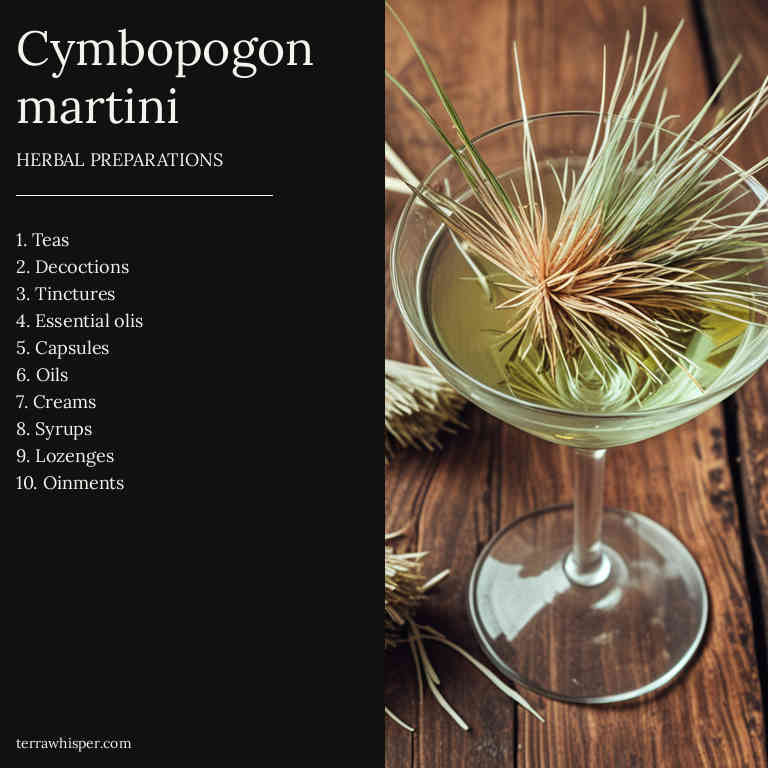 Cymbopogon
martini
HERBAL PREPARATIONS
1. Teas
2. Decoctions
3. Tinctures
4. Essential olis
5. Capsules
6. Oils
7. Creams
8. Syrups
9. Lozenges
10. Oinments
terrawhisper.com